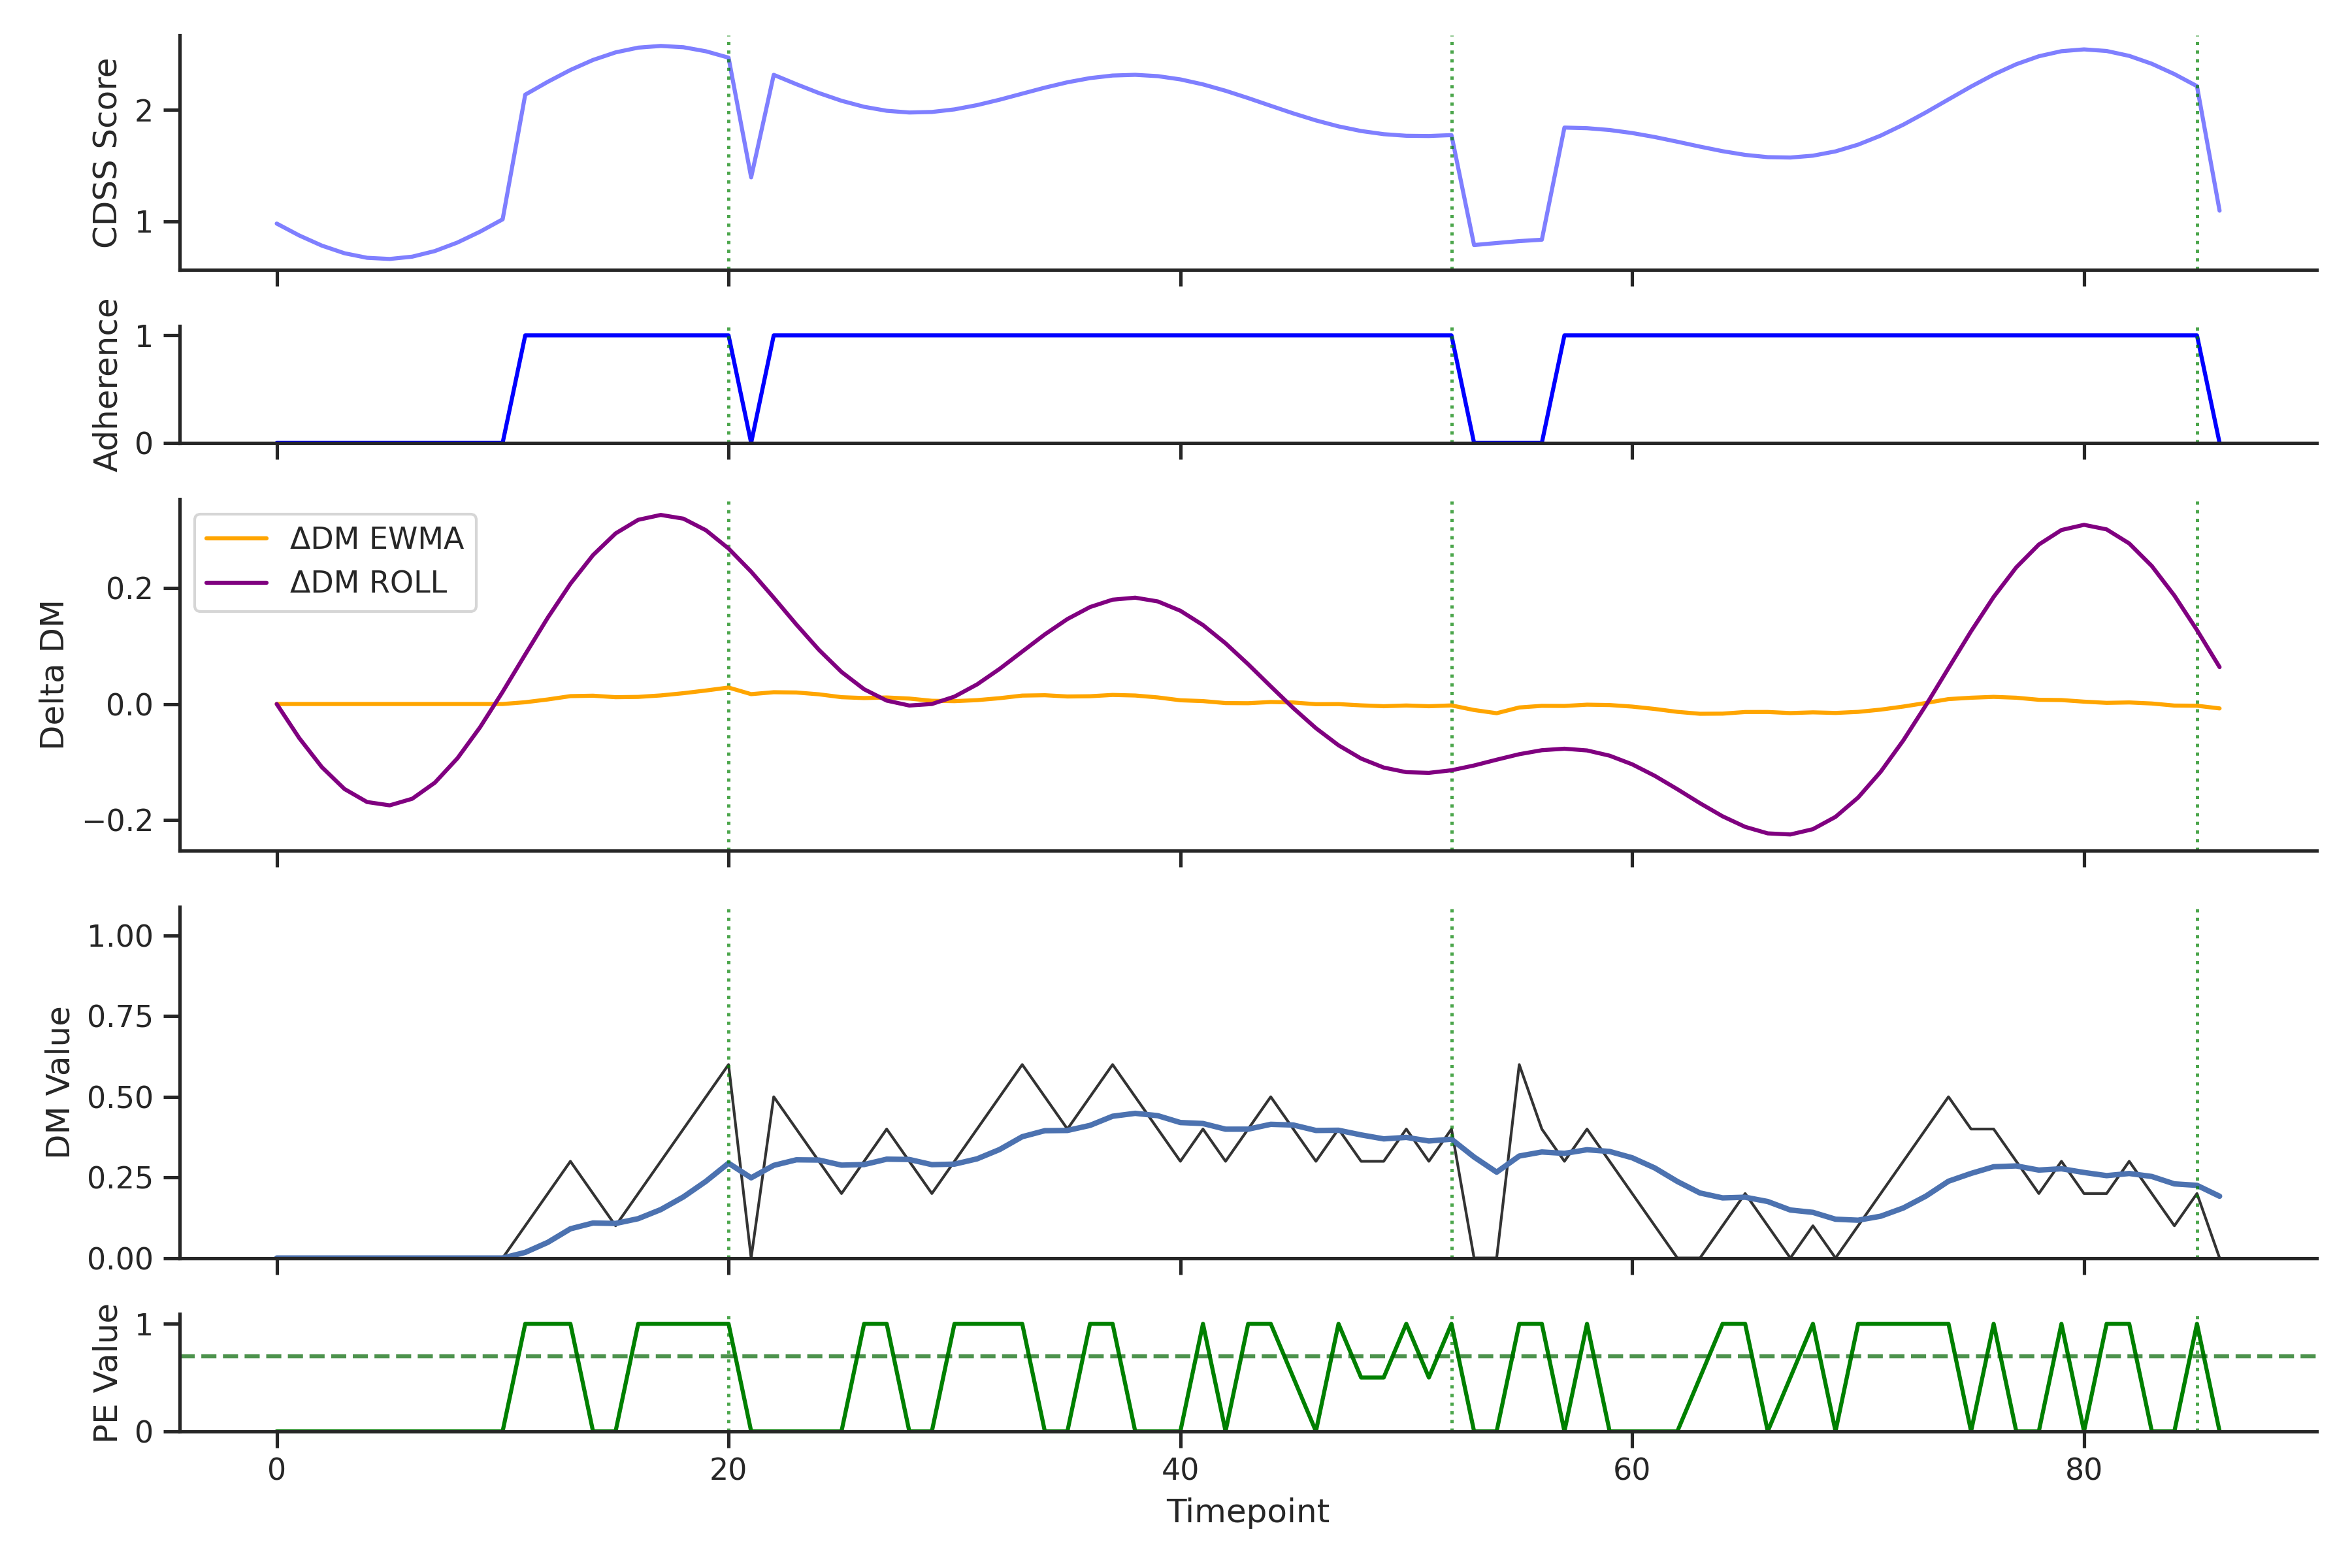 CDSS Score
2
1
Adherence
1
0
Delta DM
ΔDM EWMA
ΔDM ROLL
0.2
0.0
−0.2
DM Value
1.00
0.75
0.50
0.25
0.00
PE Value
1
0
0 20 40 60 80
Timepoint